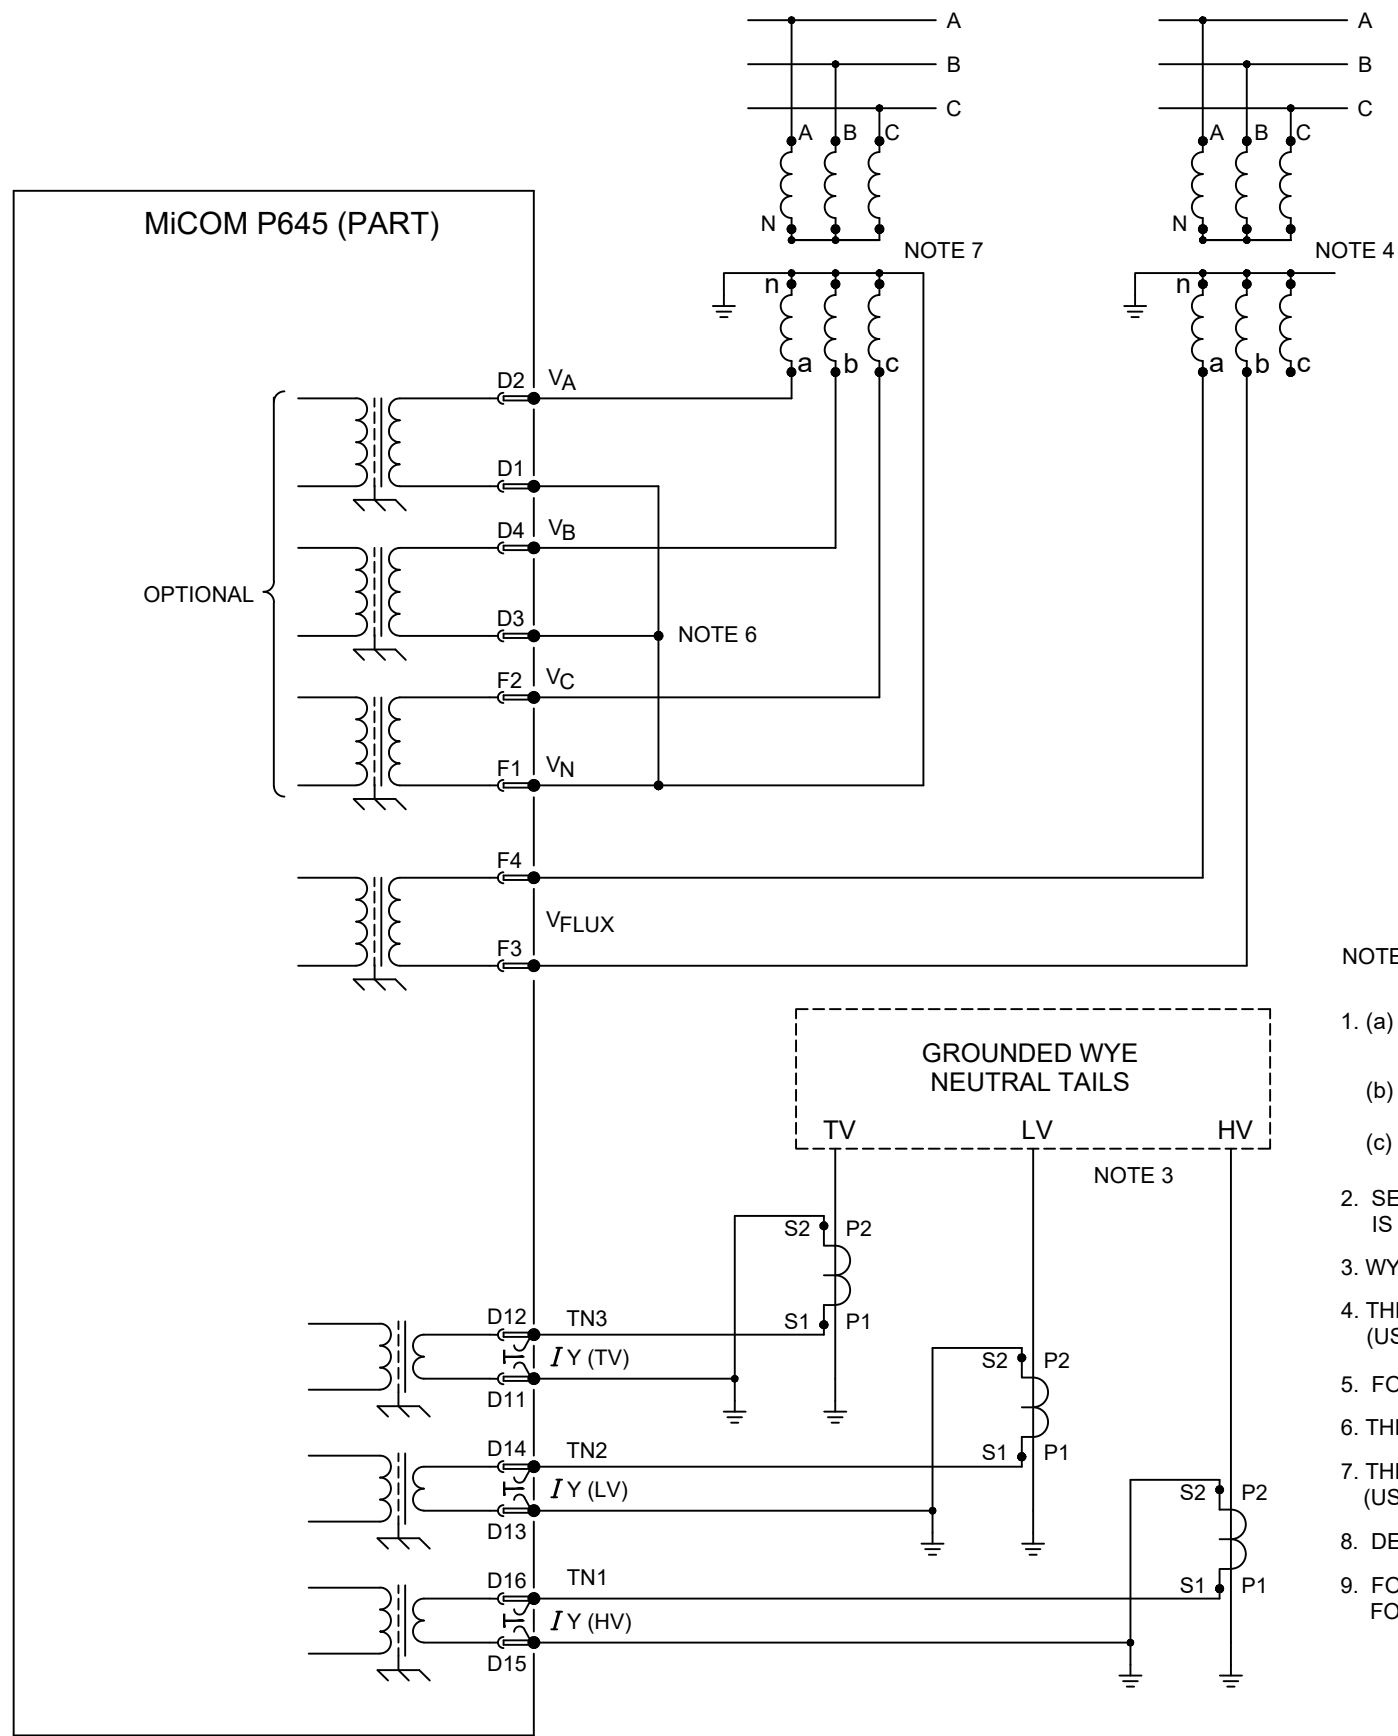 A
B
C
A B C
N
NOTE 7
n
a b c
A
B
C
A B C
N
NOTE 4
n
a b c
MiCOM P645 (PART)
OPTIONAL
D2 VA
D1
D4 VB
D3
NOTE 6
F2 VC
F1 VN
F4
VFLUX
F3
GROUNDED WYE
NEUTRAL TAILS
TV LV HV
NOTE 3
S2 P2
S1 P1
D12 TN3
I Y (TV)
D11
S2 P2
S1 P1
D14 TN2
I Y (LV)
D13
S2 P2
S1 P1
D16 TN1
I Y (HV)
D15
NOTE
1. (a)
(b)
(c)
2. SE
IS
3. WY
4. THI
(US
5. FO
6. THI
7. THI
(US
8. DE
9. FO
FO